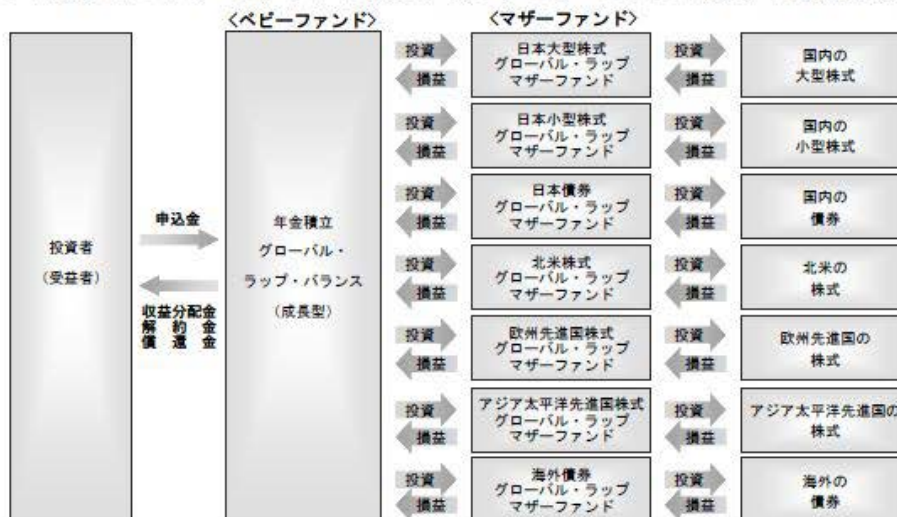 <ベビーファンド>
<マザーファンド>
投資者
(受益者)
申込金
収益分配金
解約金
償還金
年金積立
グローバル・
ラップ・バランス
(成長型)
投資
損益
日本大型株式
グローバル・ラップ
マザーファンド
投資
損益
国内の
大型株式
投資
損益
日本小型株式
グローバル・ラップ
マザーファンド
投資
損益
国内の
小型株式
投資
損益
日本債券
グローバル・ラップ
マザーファンド
投資
損益
国内の
債券
投資
損益
北米株式
グローバル・ラップ
マザーファンド
投資
損益
北米の
株式
投資
損益
欧州先進国株式
グローバル・ラップ
マザーファンド
投資
損益
欧州先進国の
株式
投資
損益
アジア太平洋先進国株式
グローバル・ラップ
マザーファンド
投資
損益
アジア太平洋先進国の
株式
投資
損益
海外債券
グローバル・ラップ
マザーファンド
投資
損益
海外の
債券